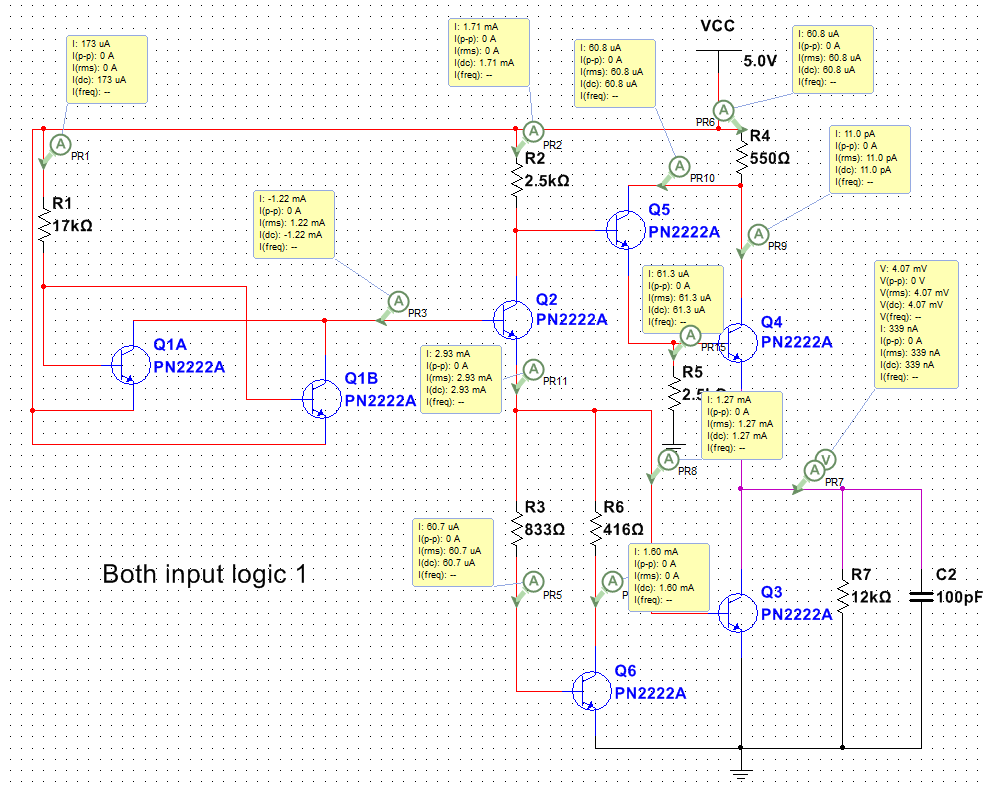 I: 173 uA
I(p-p): 0 A
I(rms): 0 A
I(dc): 173 uA
I(freq): --
A
PR1
I: 1.71 mA
I(p-p): 0 A
I(rms): 0 A
I(dc): 1.71 mA
I(freq): --
A
PR2
I: 60.8 uA
I(p-p): 0 A
I(rms): 60.8 uA
I(dc): 60.8 uA
I(freq): --
A
PR10
VCC
5.0V
I: 60.8 uA
I(p-p): 0 A
I(rms): 60.8 uA
I(dc): 60.8 uA
I(freq): --
A
PR6
R4
550Ω
R2
2.5kΩ
I: 11.0 pA
I(p-p): 0 A
I(rms): 11.0 pA
I(dc): 11.0 pA
I(freq): --
A
PR9
R1
17kΩ
I: -1.22 mA
I(p-p): 0 A
I(rms): 1.22 mA
I(dc): -1.22 mA
I(freq): --
A
PR3
Q5
PN2222A
I: 61.3 uA
I(p-p): 0 A
I(rms): 61.3 uA
I(dc): 61.3 uA
I(freq): --
A
PR15
V: 4.07 mV
V(p-p): 0 V
V(rms): 4.07 mV
V(dc): 4.07 mV
V(freq): --
I: 339 nA
I(p-p): 0 A
I(rms): 339 nA
I(dc): 339 nA
I(freq): --
Q2
PN2222A
Q4
PN2222A
Q1A
PN2222A
Q1B
PN2222A
I: 2.93 mA
I(p-p): 0 A
I(rms): 2.93 mA
I(dc): 2.93 mA
I(freq): --
A
PR11
R5
I: 1.27 mA
I(p-p): 0 A
I(rms): 1.27 mA
I(dc): 1.27 mA
I(freq): --
A
PR8
V
A
PR7
R3
833Ω
R6
416Ω
I: 60.7 uA
I(p-p): 0 A
I(rms): 60.7 uA
I(dc): 60.7 uA
I(freq): --
A
PR5
I: 1.60 mA
I(p-p): 0 A
I(rms): 0 A
I(dc): 1.60 mA
I(freq): --
A
Both input logic 1
Q3
PN2222A
R7
12kΩ
C2
100pF
Q6
PN2222A